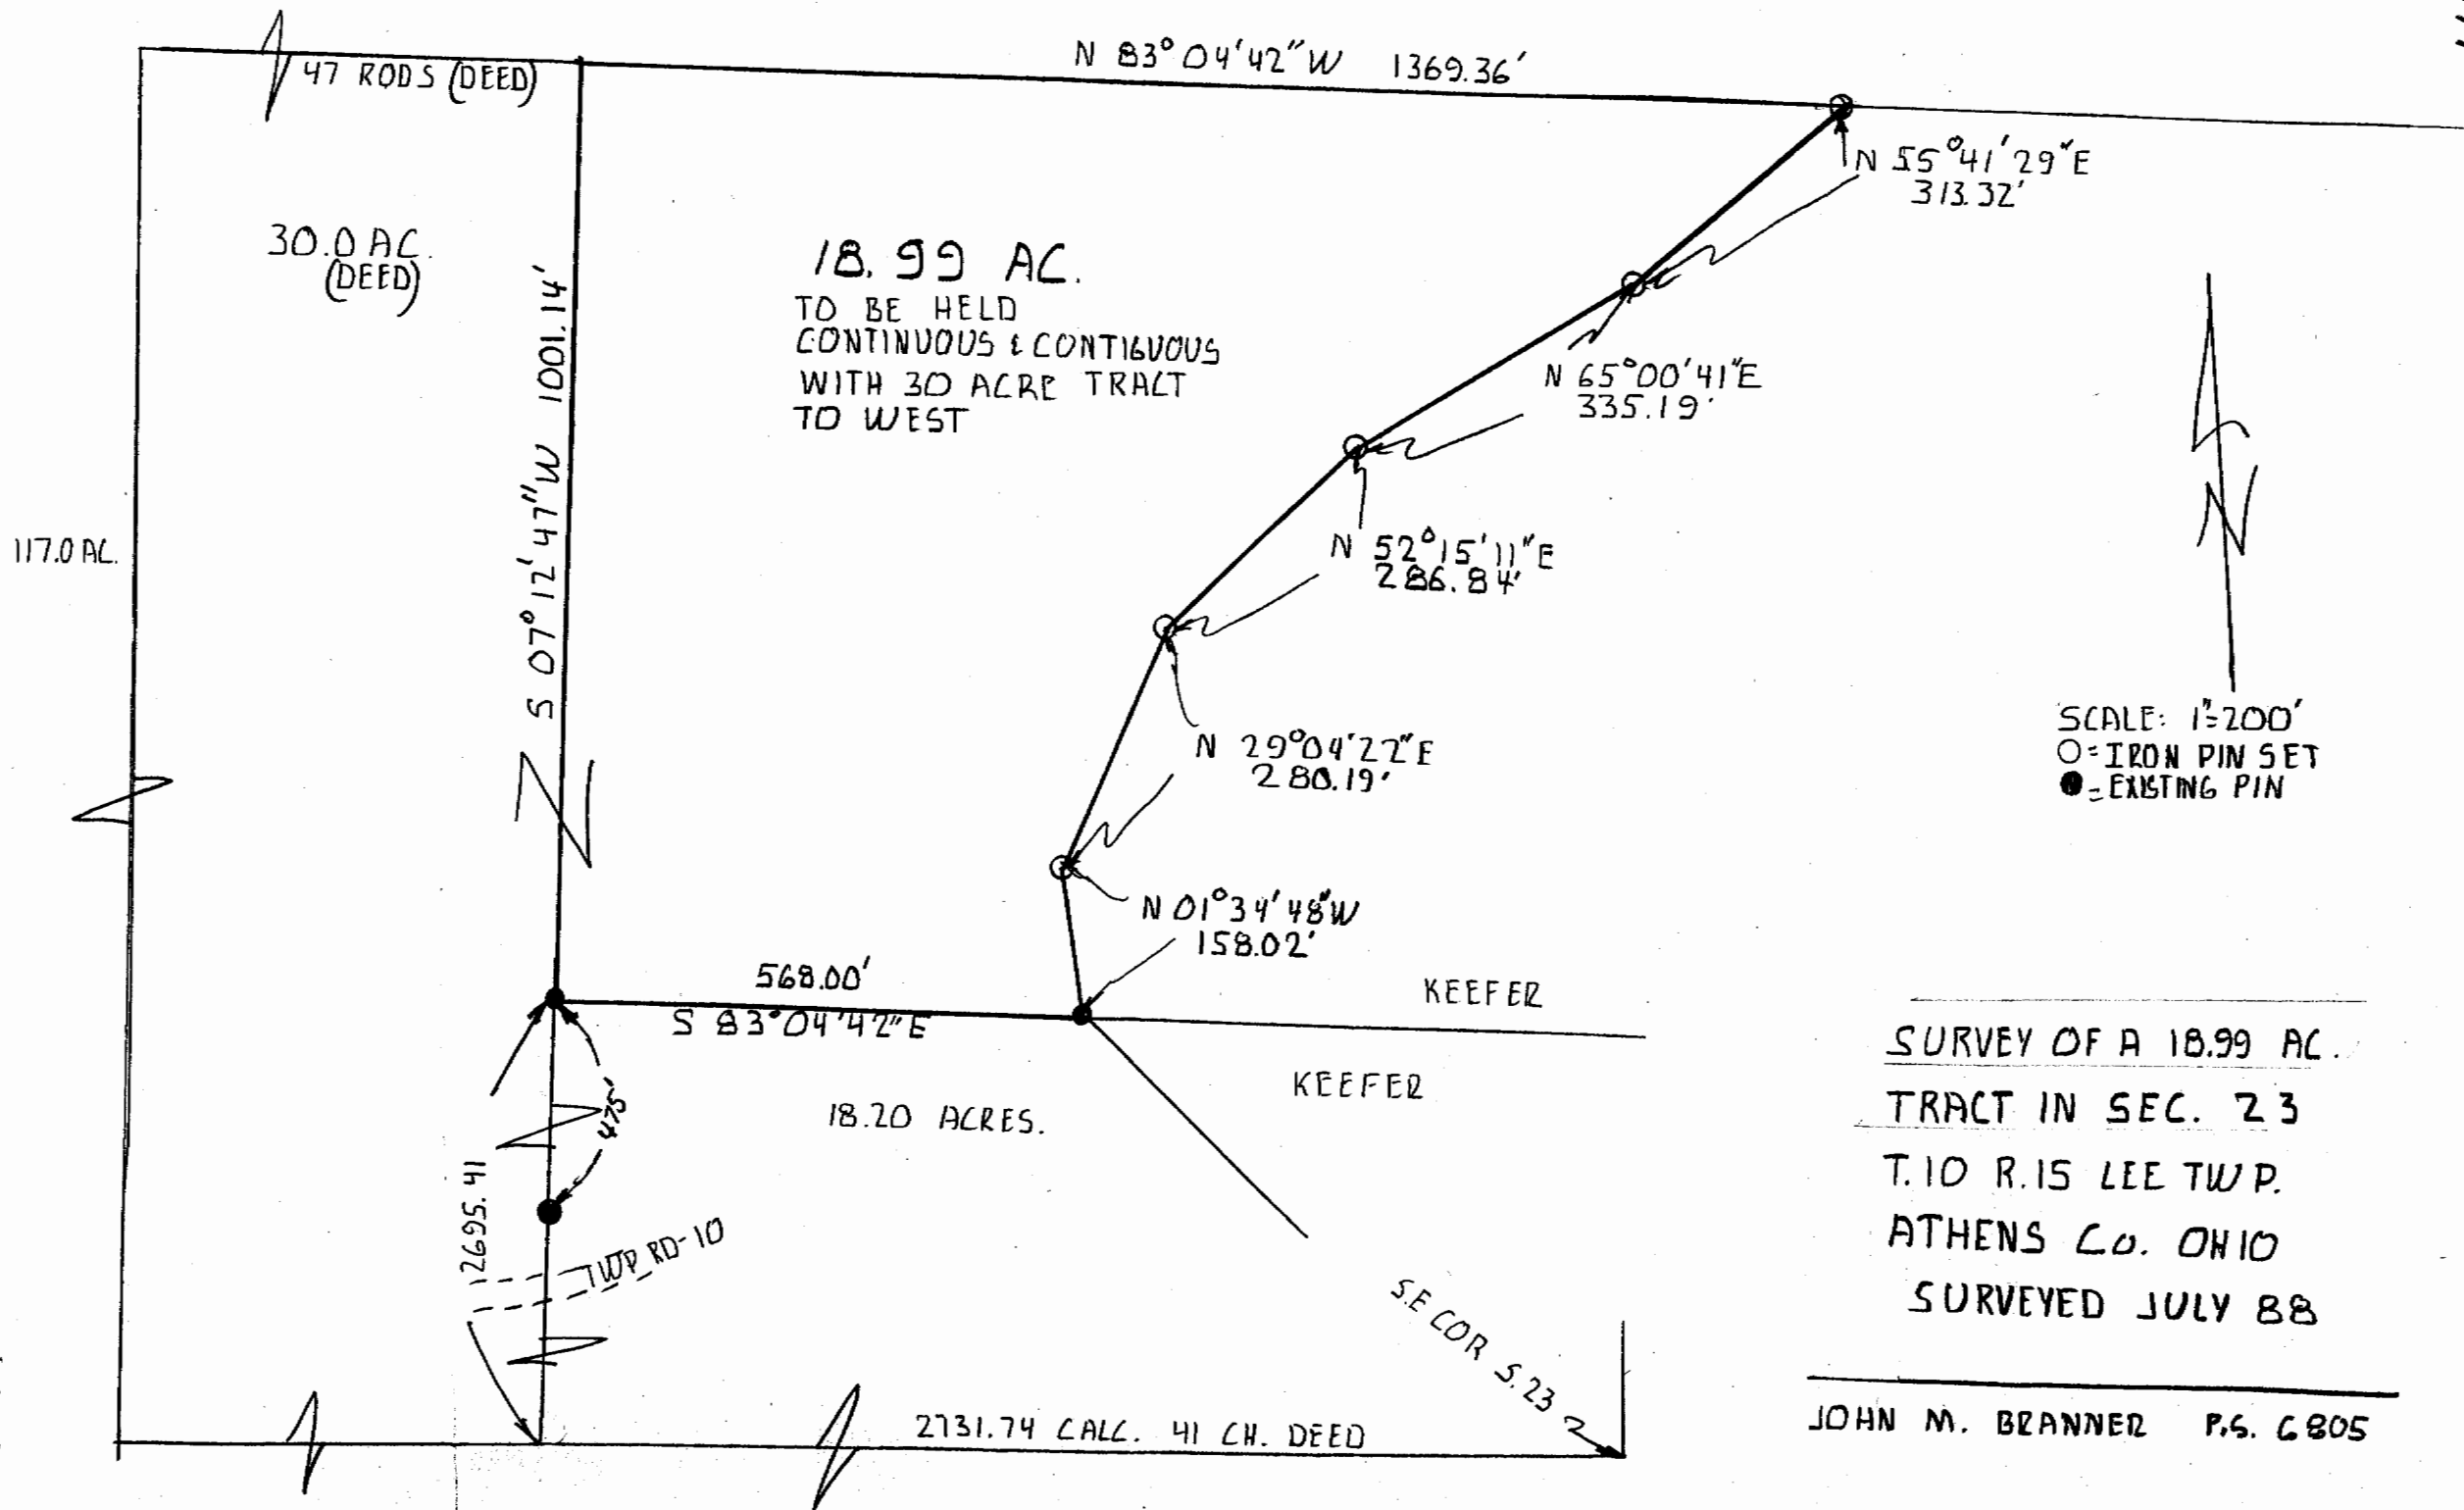 N 83°04'42"W 1369.36'
47 RODS (DEED)
N 55°41'29"E
313.32'
30.0 AC.
(DEED)
18.99 AC.
TO BE HELD
CONTINUOUS & CONTIGUOUS
WITH 30 ACRE TRACT
TO WEST
S 07°12'47"W 1001.14'
N 65°00'41"E
335.19'
117.0 AC.
N 52°15'11"E
286.84'
N
N 29°04'22"E
280.19'
SCALE: 1"=200'
O=IRON PIN SET
●=EXISTING PIN
N 01°34'48"W
158.02'
568.00'
S 83°04'42"E
KEEFER
KEEFER
18.20 ACRES.
475'
2695.41
TWP RD-10
S.E COR S.23
2731.74 CALC. 41 CH. DEED
SURVEY OF A 18.99 AC.
TRACT IN SEC. 23
T.10 R.15 LEE TWP.
ATHENS CO. OHIO
SURVEYED JULY 88
JOHN M. BRANNER P.S. 6805